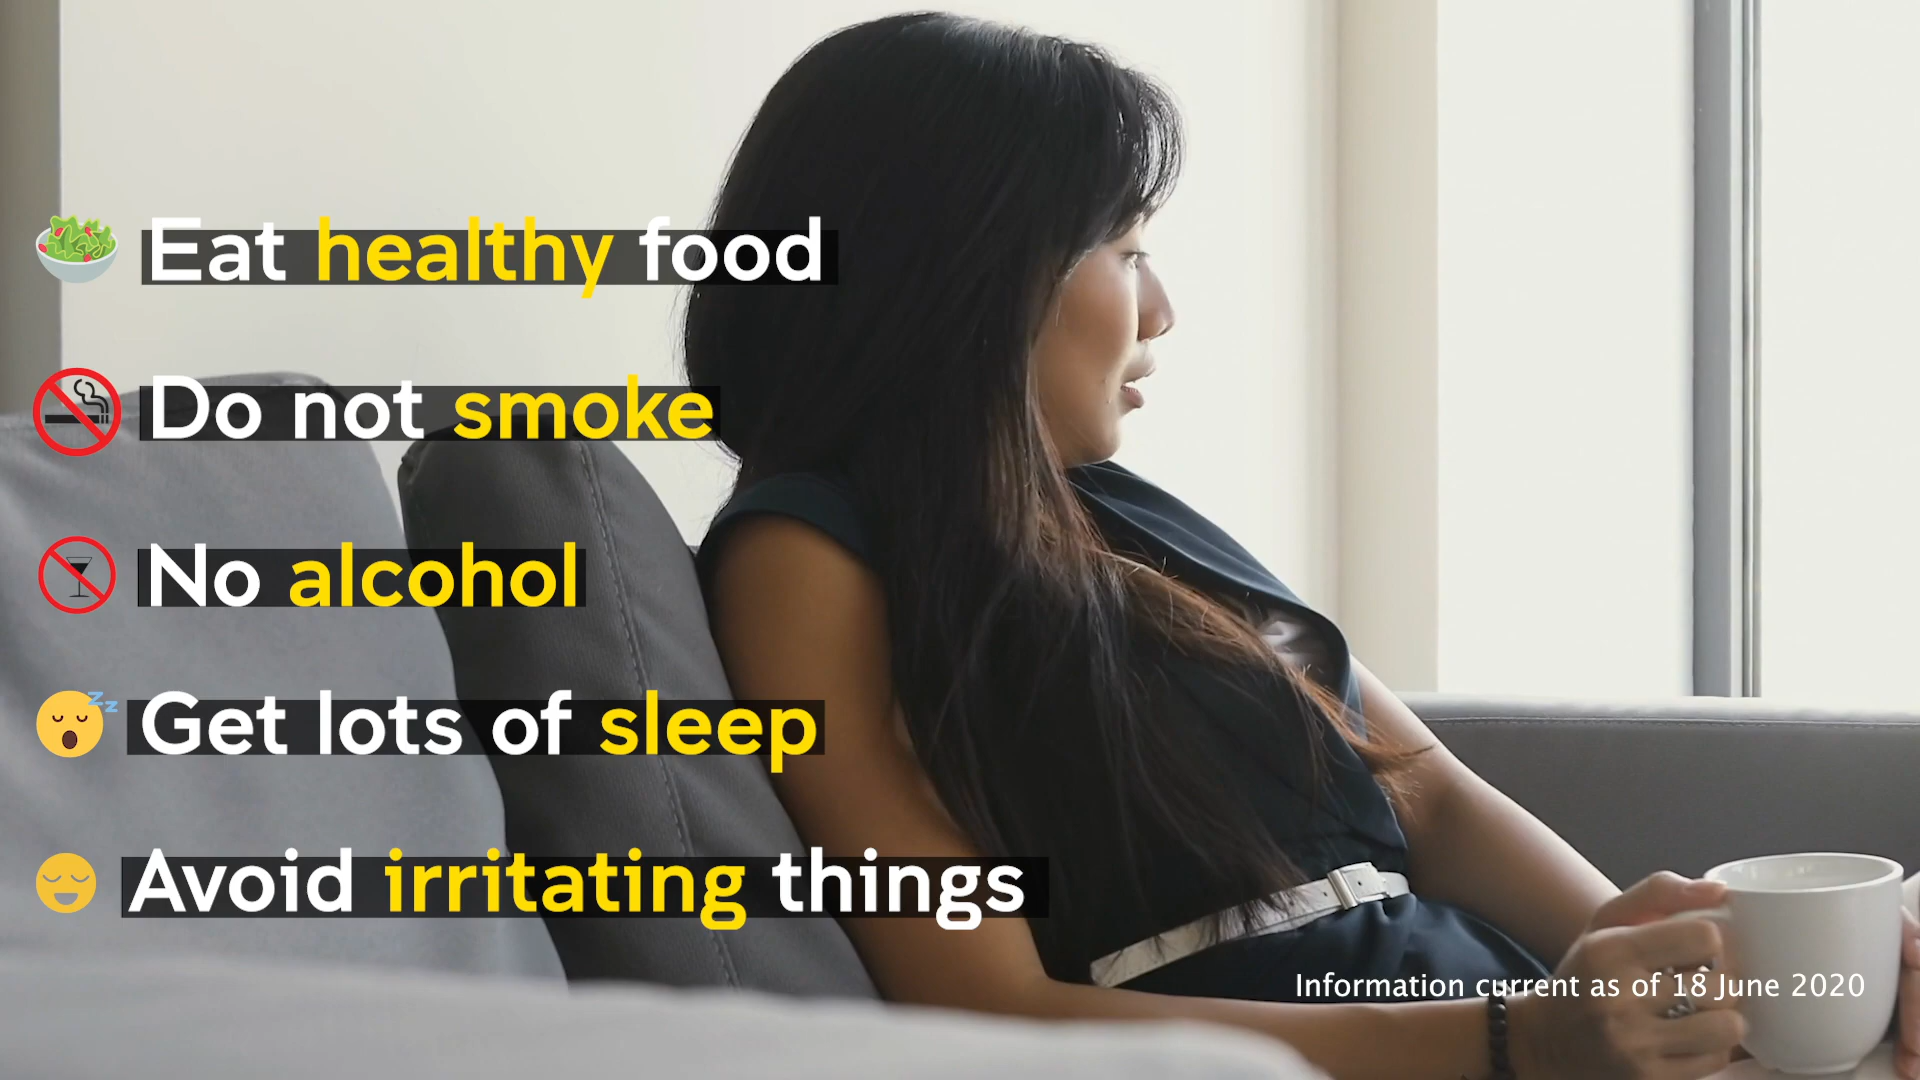 Eat healthy food
Do not smoke
No alcohol
Get lots of sleep
Avoid irritating things
Information current as of 18 June 2020